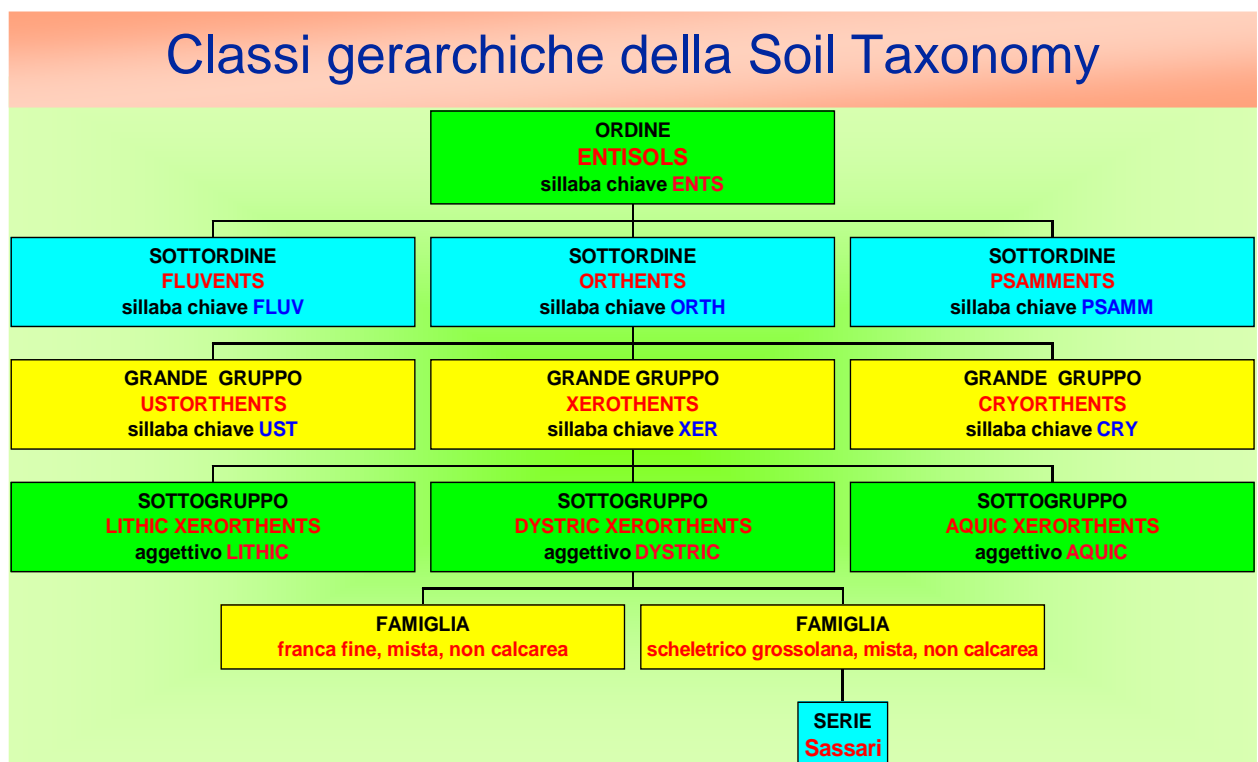 Classi gerarchiche della Soil Taxonomy
ORDINE
ENTISOLS
sillaba chiave ENTS
SOTTORDINE
FLUVENTS
sillaba chiave FLUV
SOTTORDINE
ORTHENTS
sillaba chiave ORTH
SOTTORDINE
PSAMMENTS
sillaba chiave PSAMM
GRANDE GRUPPO
USTORTHENTS
sillaba chiave UST
GRANDE GRUPPO
XEROTHENTS
sillaba chiave XER
GRANDE GRUPPO
CRYORTHENTS
sillaba chiave CRY
SOTTOGRUPPO
LITHIC XERORTHENTS
aggettivo LITHIC
SOTTOGRUPPO
DYSTRIC XERORTHENTS
aggettivo DYSTRIC
SOTTOGRUPPO
AQUIC XERORTHENTS
aggettivo AQUIC
FAMIGLIA
franca fine, mista, non calcarea
FAMIGLIA
scheletrico grossolana, mista, non calcarea
SERIE
Sassari